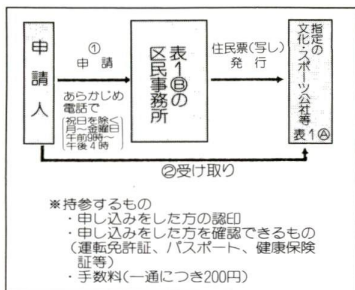 申請人
①
申請
あらかじめ
電話で
(祝日を除く
月～金曜日
午前9時～
午後4時)
表1Ⓑの
区民事務所
住民票(写し)
発行
指定の
文化・スポーツ公社等
表1Ⓐ
②受け取り
※持参するもの
・申し込みをした方の認印
・申し込みをした方を確認できるもの
(運転免許証、パスポート、健康保険
証等)
・手数料(一通につき200円)